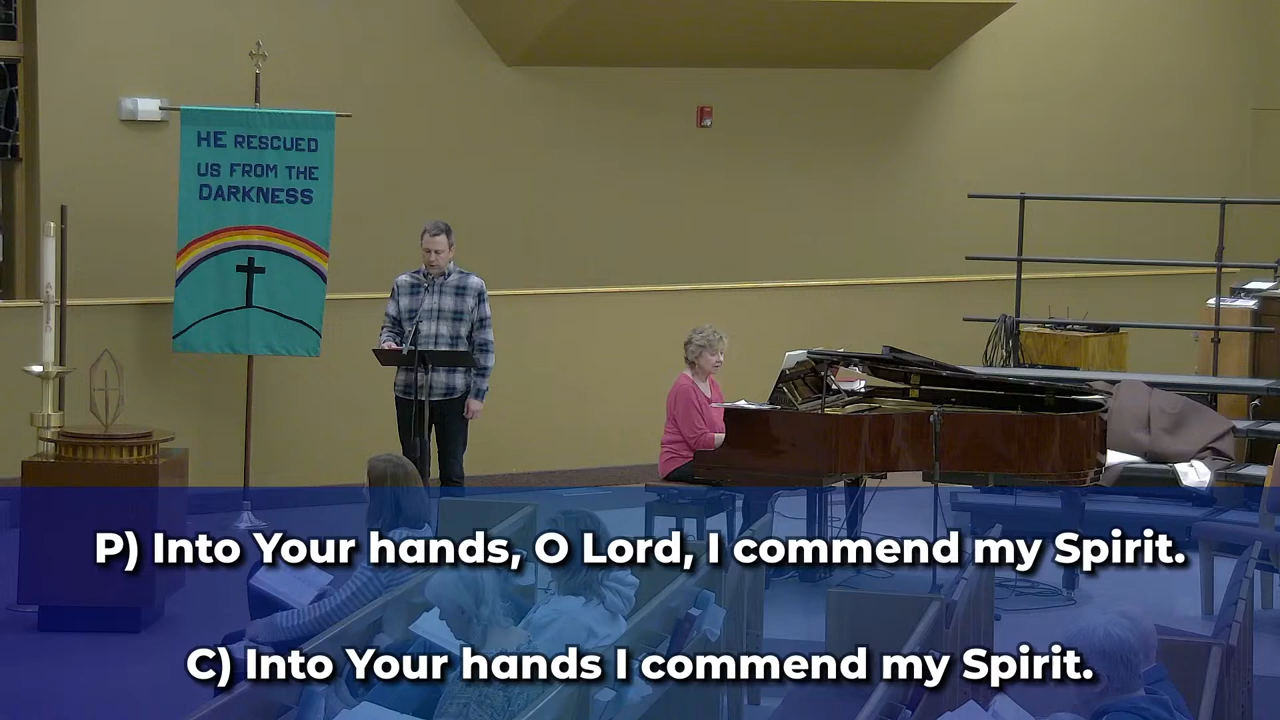 HE RESCUED
US FROM THE
DARKNESS
P) Into Your hands, O Lord, I commend my Spirit.
C) Into Your hands I commend my Spirit.